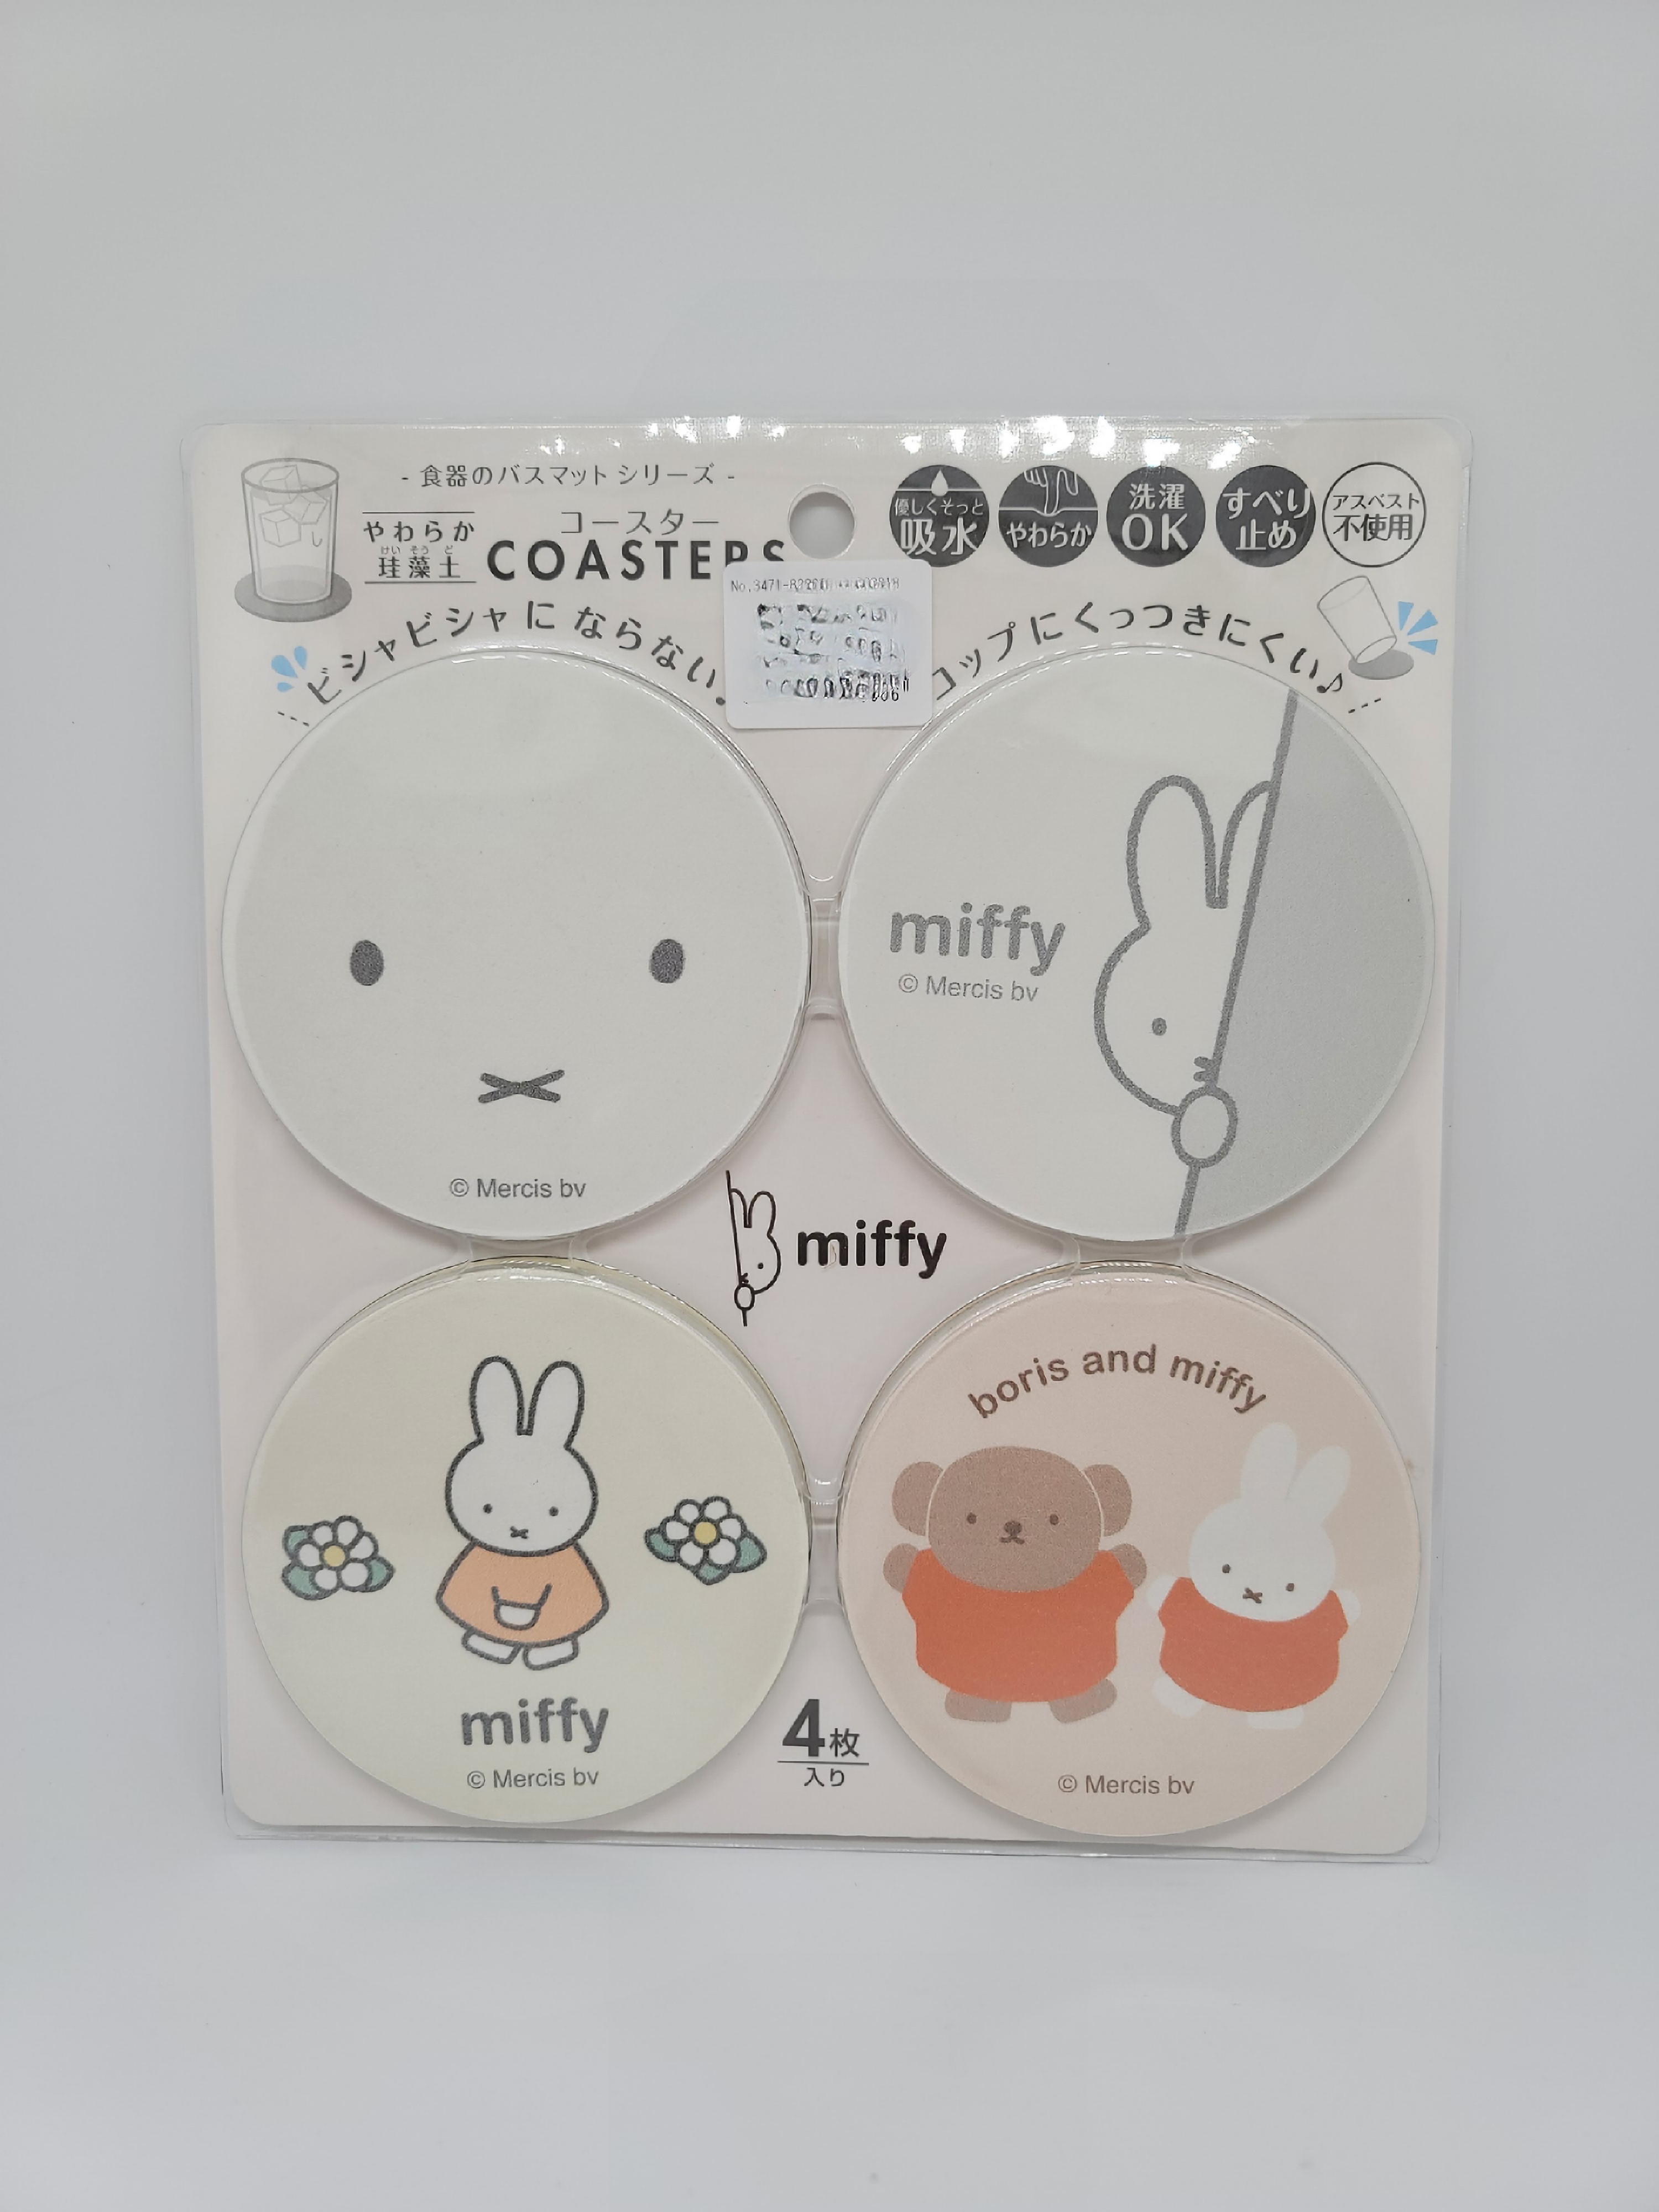 - 食器のバスマット シリーズ -
やわらか
けい そう ど
珪藻土
コースター
COASTERS
優しくそっと
吸水
やわらか
洗濯
OK
すべり
止め
アスベスト
不使用
ビシャビシャに ならない♪
コップにくっつきにくい♪
© Mercis bv
miffy
© Mercis bv
miffy
miffy
© Mercis bv
boris and miffy
© Mercis bv
4枚
入り